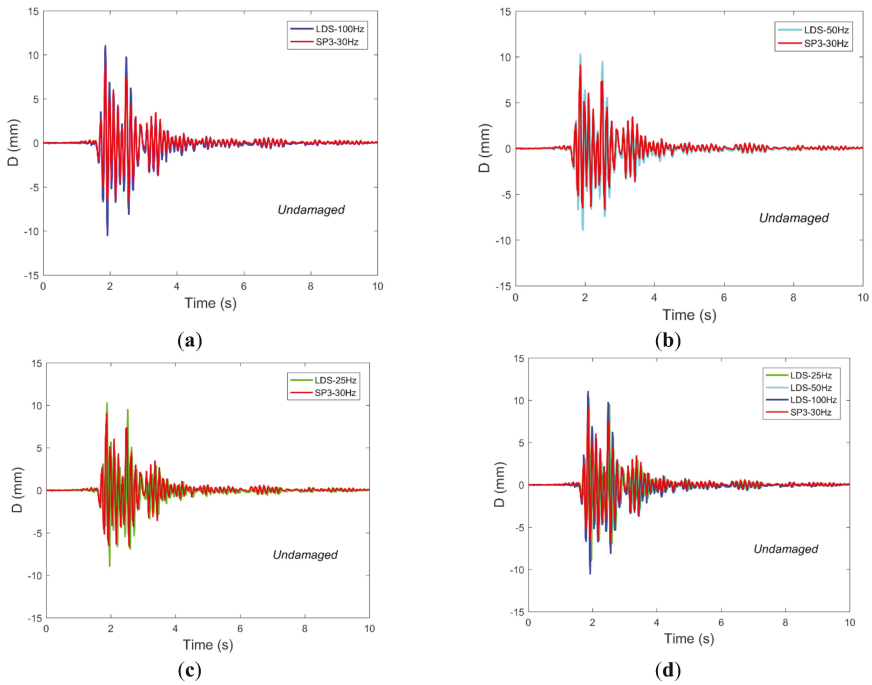 15
10
5
0
-5
-10
-15
D (mm)
LDS-100Hz
SP3-30Hz
Undamaged
0 2 4 6 8 10
Time (s)
(a)
15
10
5
0
-5
-10
-15
D (mm)
LDS-50Hz
SP3-30Hz
Undamaged
0 2 4 6 8 10
Time (s)
(b)
15
10
5
0
-5
-10
-15
D (mm)
LDS-25Hz
SP3-30Hz
Undamaged
0 2 4 6 8 10
Time (s)
(c)
15
10
5
0
-5
-10
-15
D (mm)
LDS-25Hz
LDS-50Hz
LDS-100Hz
SP3-30Hz
Undamaged
0 2 4 6 8 10
Time (s)
(d)